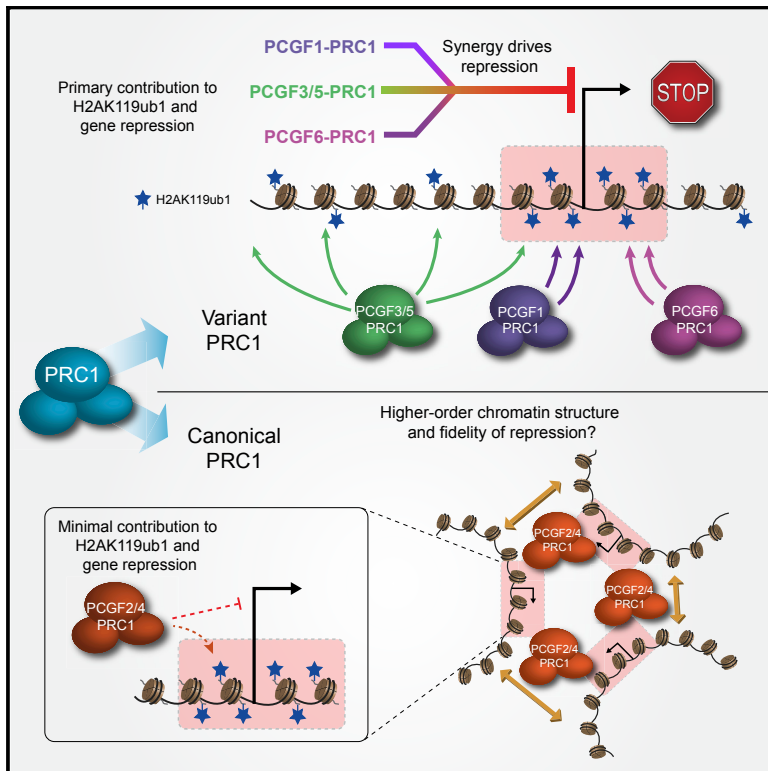 PCGF1-PRC1
PCGF3/5-PRC1
PCGF6-PRC1
Synergy drives
repression
STOP
Primary contribution to
H2AK119ub1 and
gene repression
H2AK119ub1
PCGF3/5
PRC1
PCGF1
PRC1
PCGF6
PRC1
Variant
PRC1
PRC1
Canonical
PRC1
Higher-order chromatin structure
and fidelity of repression?
Minimal contribution to
H2AK119ub1 and
gene repression
PCGF2/4
PRC1
PCGF2/4
PRC1
PCGF2/4
PRC1
PCGF2/4
PRC1